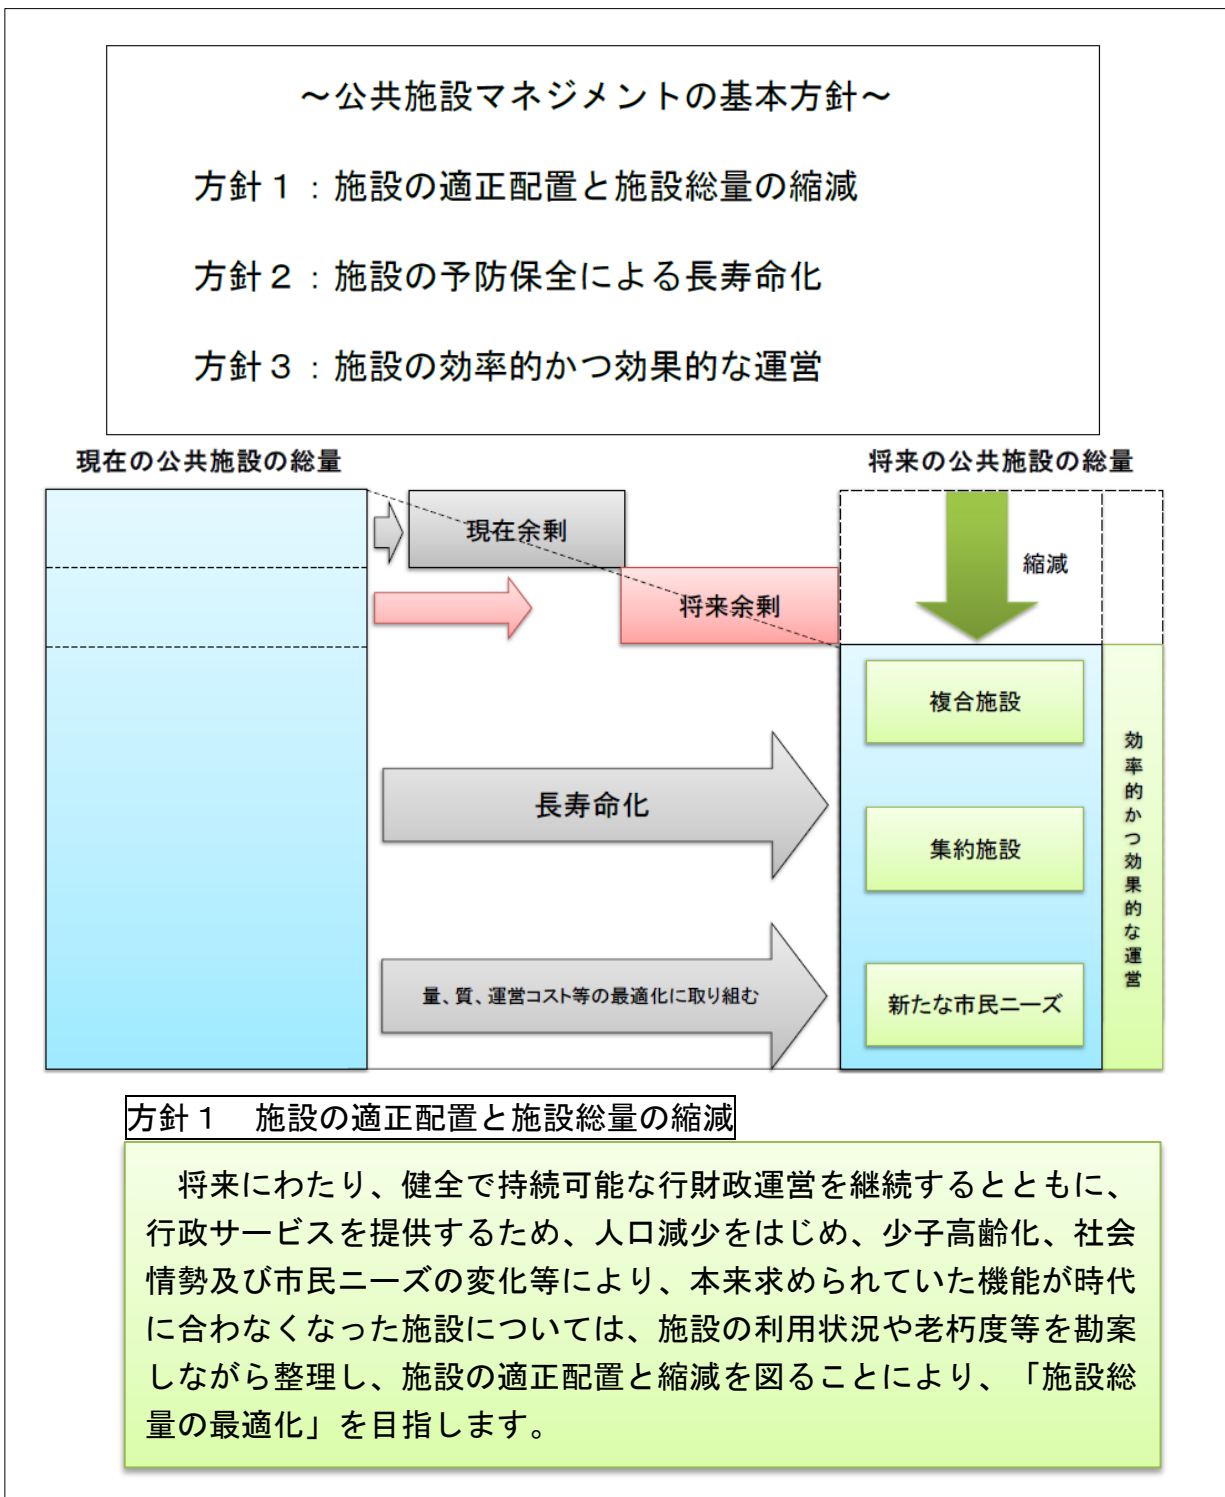 ～公共施設マネジメントの基本方針～
方針１：施設の適正配置と施設総量の縮減
方針２：施設の予防保全による長寿命化
方針３：施設の効率的かつ効果的な運営
現在の公共施設の総量
将来の公共施設の総量
現在余剰
縮減
将来余剰
複合施設
長寿命化
集約施設
効率的かつ効果的な運営
量、質、運営コスト等の最適化に取り組む
新たな市民ニーズ
方針１　施設の適正配置と施設総量の縮減
　将来にわたり、健全で持続可能な行財政運営を継続するとともに、
行政サービスを提供するため、人口減少をはじめ、少子高齢化、社会
情勢及び市民ニーズの変化等により、本来求められていた機能が時代
に合わなくなった施設については、施設の利用状況や老朽度等を勘案
しながら整理し、施設の適正配置と縮減を図ることにより、「施設総
量の最適化」を目指します。